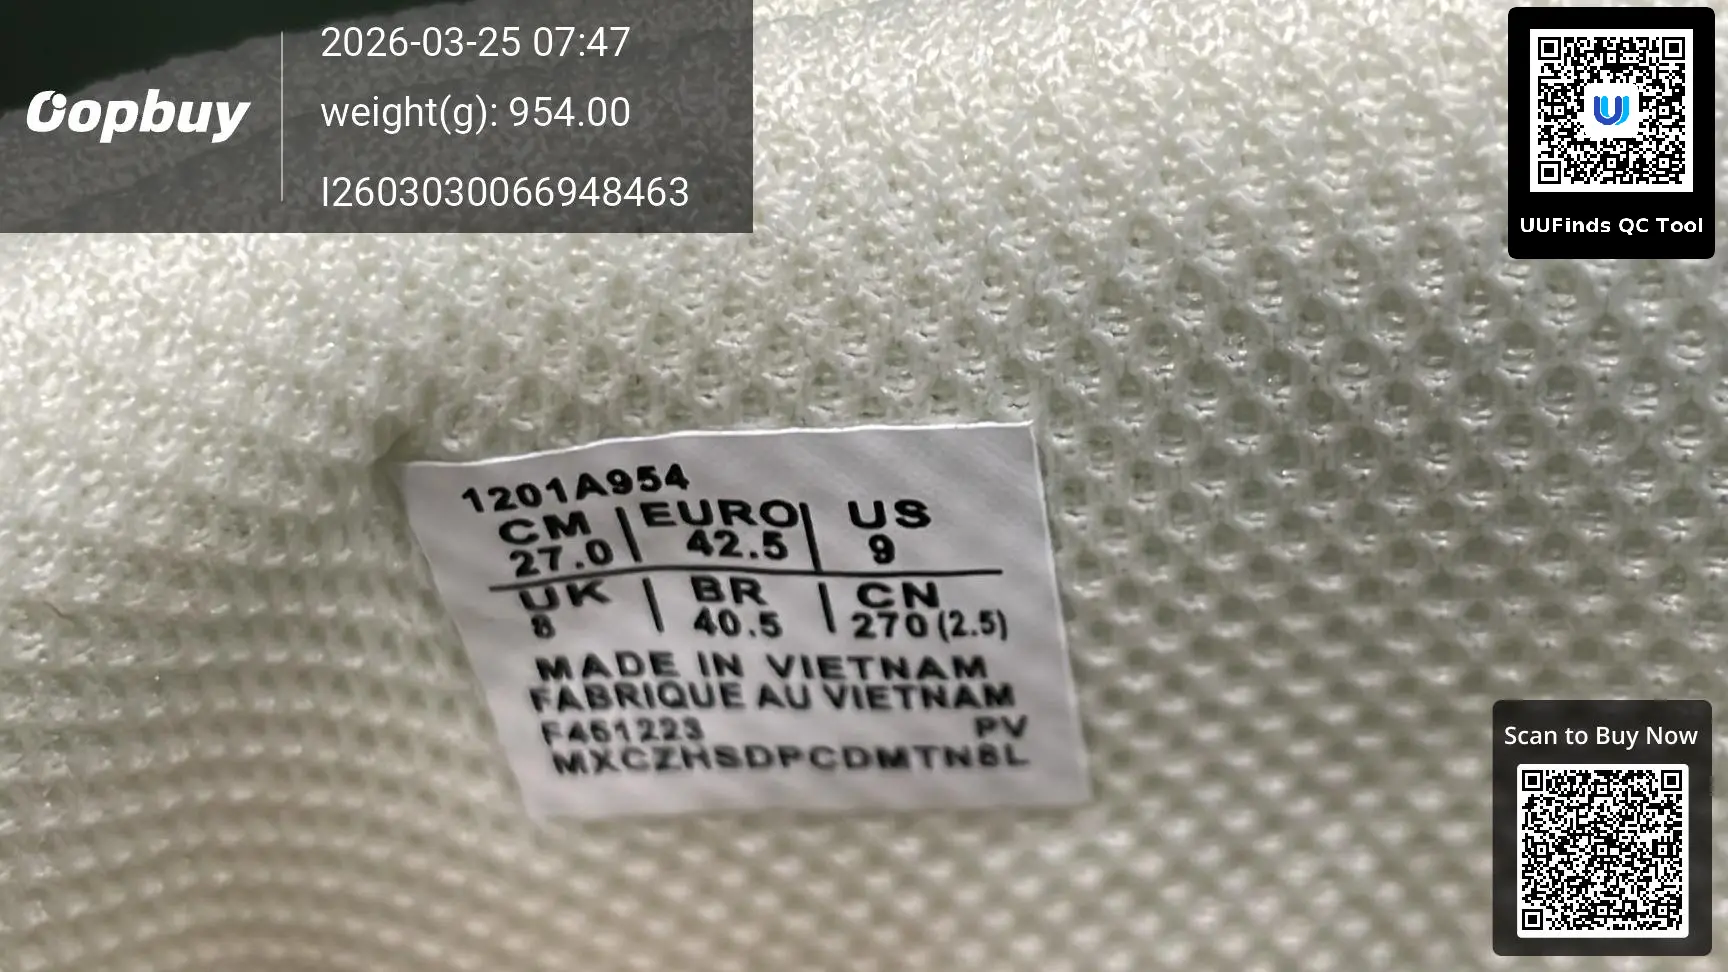 Oopbuy
2026-03-25 07:47
weight(g): 954.00
I2603030066948463
UUFinds QC Tool
1201A954
CM | EURO | US
27.0 | 42.5 | 9
UK | BR | CN
8 | 40.5 | 270(2.5)
MADE IN VIETNAM
FABRIQUE AU VIETNAM
F461223 PV
MXCZHSDPCDMTN8L
Scan to Buy Now